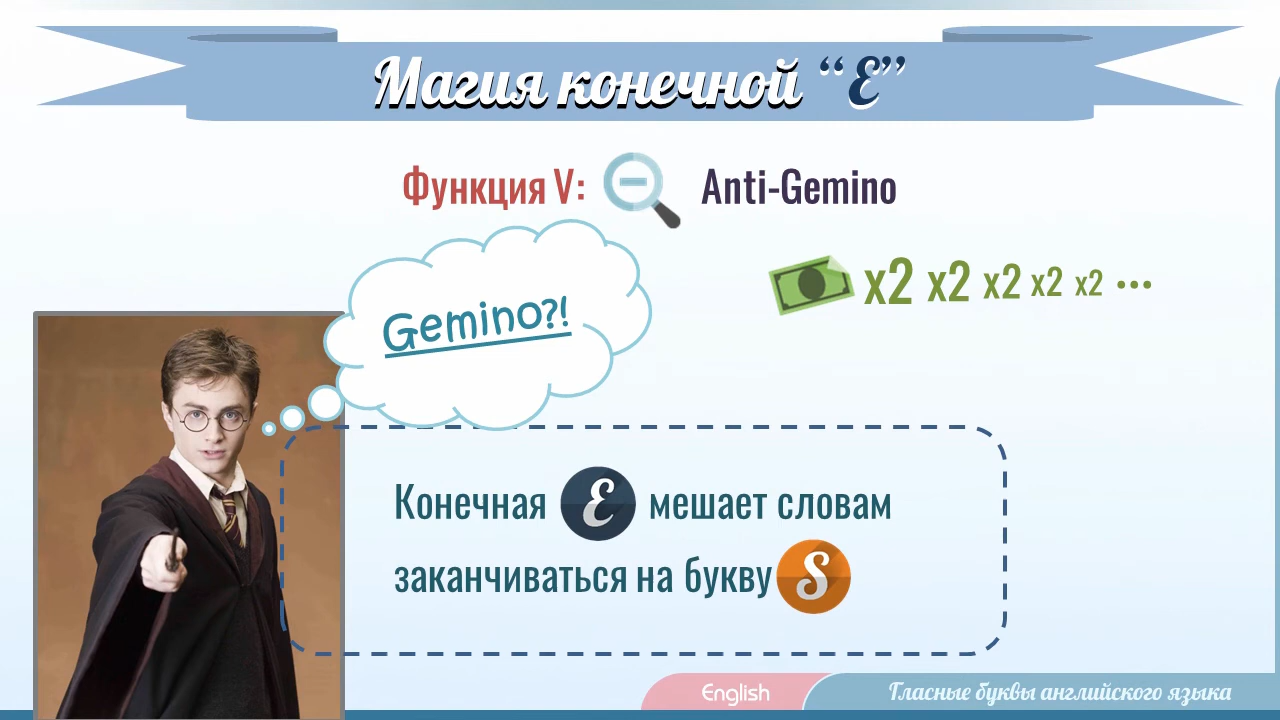 Магия конечной “E”
Функция V: Anti-Gemino
x2 x2 x2 x2 x2 ...
Gemino?!
Конечная E мешает словам
заканчиваться на букву S
English
Гласные буквы английского языка